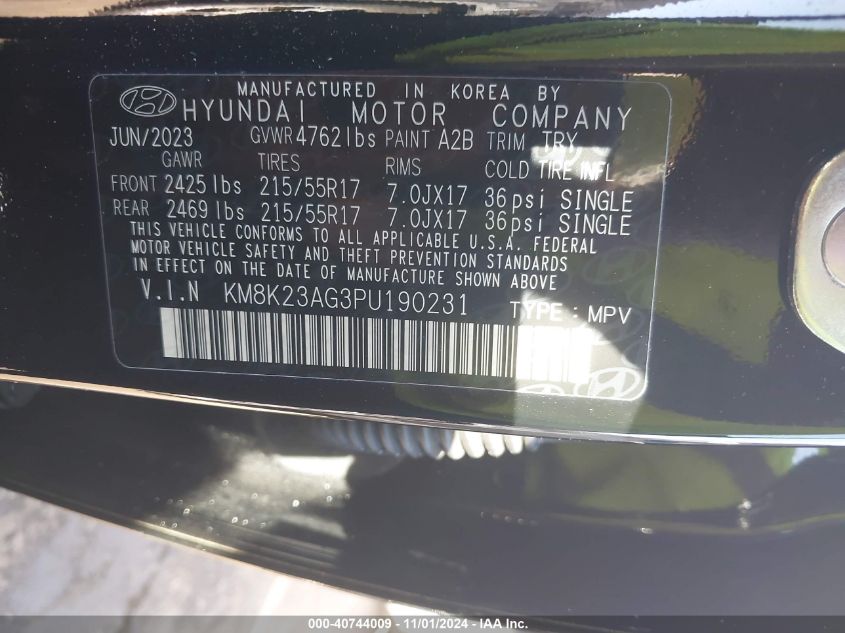 MANUFACTURED IN KOREA BY
HYUNDAI MOTOR COMPANY
JUN/2023 GVWR 4762 lbs PAINT A2B TRIM TRY
GAWR TIRES RIMS COLD TIRE INFL
FRONT 2425 lbs 215/55R17 7.0JX17 36psi SINGLE
REAR 2469 lbs 215/55R17 7.0JX17 36psi SINGLE
THIS VEHICLE CONFORMS TO ALL APPLICABLE U.S.A. FEDERAL
MOTOR VEHICLE SAFETY AND THEFT PREVENTION STANDARDS
IN EFFECT ON THE DATE OF MANUFACTURE SHOWN ABOVE
V.I.N KM8K23AG3PU190231 TYPE : MPV
000-40744009 - 11/01/2024 - IAA Inc.